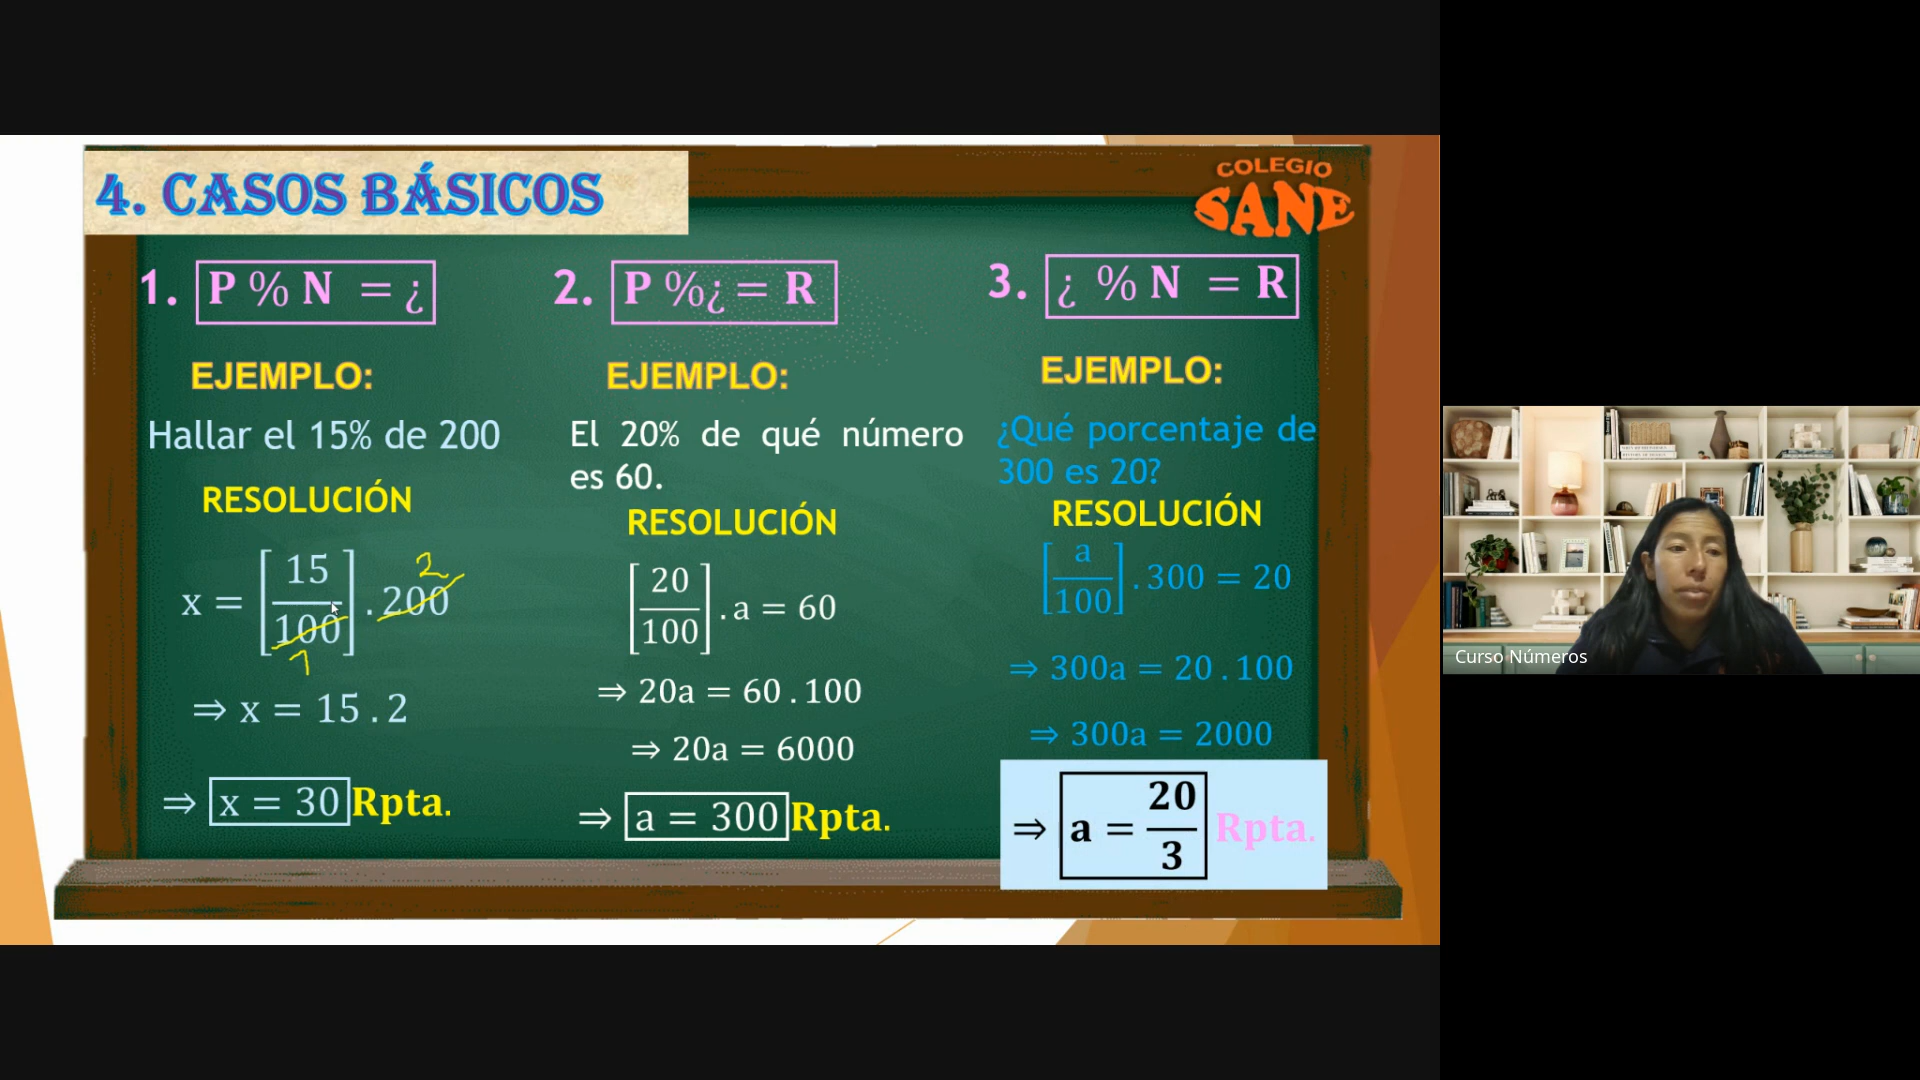 4. CASOS BÁSICOS
COLEGIO
SANE
1. P % N = ¿
EJEMPLO:
Hallar el 15% de 200
RESOLUCIÓN
x = [15/100] . 200
2
1
⇒ x = 15 . 2
⇒ x = 30 Rpta.
2. P %¿ = R
EJEMPLO:
El 20% de qué número
es 60.
RESOLUCIÓN
[20/100] . a = 60
⇒ 20a = 60 . 100
⇒ 20a = 6000
⇒ a = 300 Rpta.
3. ¿ % N = R
EJEMPLO:
¿Qué porcentaje de
300 es 20?
RESOLUCIÓN
[a/100] . 300 = 20
⇒ 300a = 20 . 100
⇒ 300a = 2000
⇒ a = 20/3 Rpta.
Curso Números